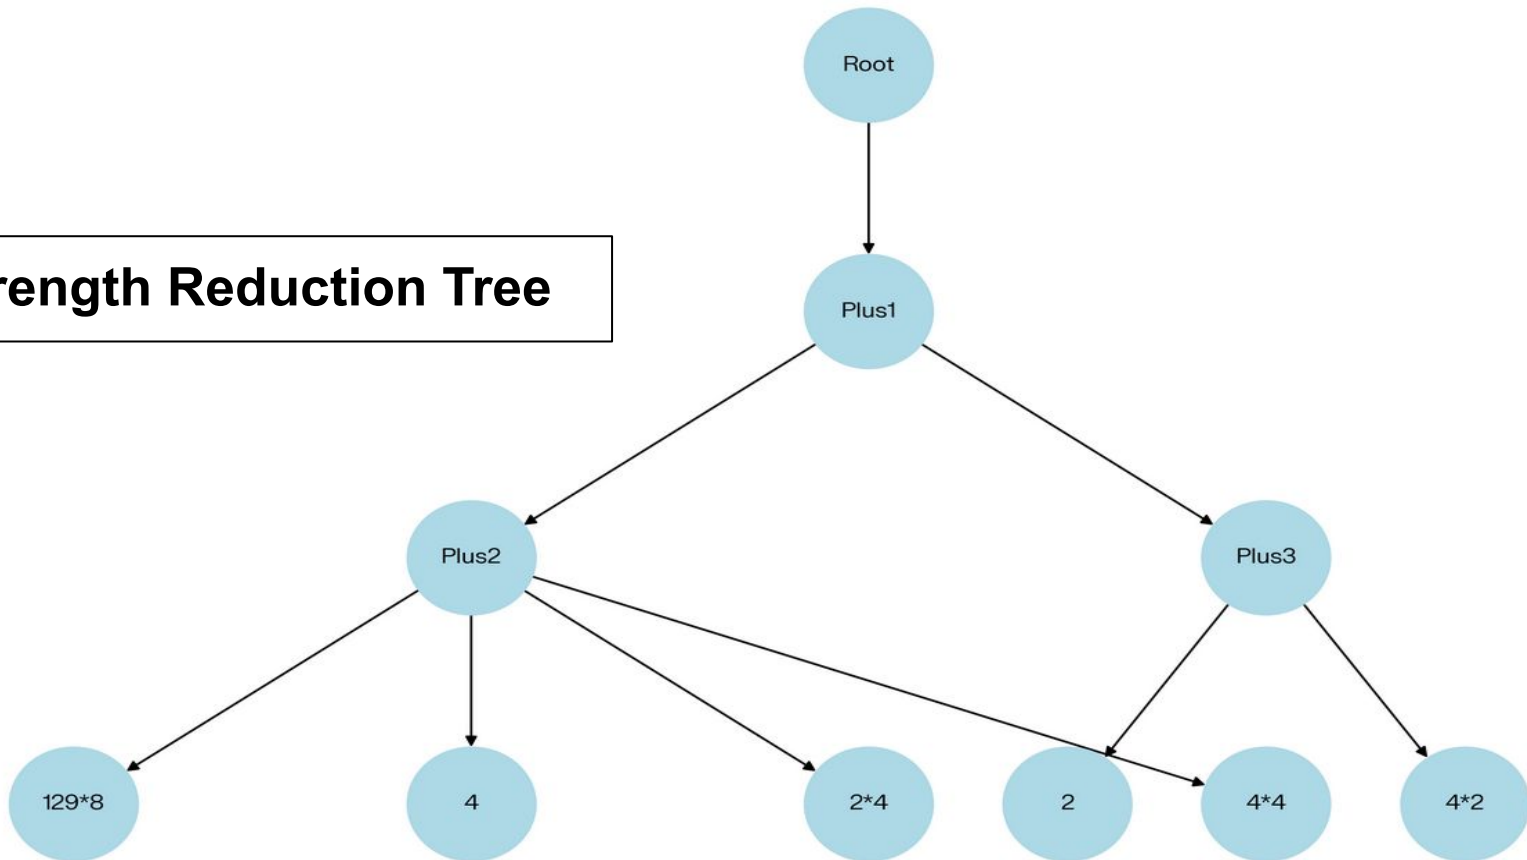 Root
rength Reduction Tree
Plus1
Plus2
Plus3
129*8
4
2*4
2
4*4
4*2